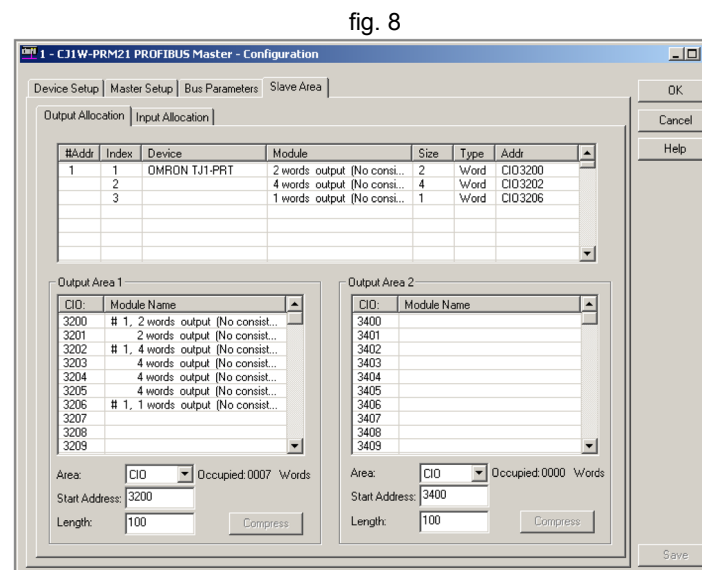 fig. 8
1 - CJ1W-PRM21 PROFIBUS Master - Configuration
Device Setup Master Setup Bus Parameters Slave Area
OK
Output Allocation Input Allocation
Cancel
Help
#Addr Index Device Module Size Type Addr
1 1 OMRON TJ1-PRT 2 words output (No consi... 2 Word CIO3200
2 4 words output (No consi... 4 Word CIO3202
3 1 words output (No consi... 1 Word CIO3206
Output Area 1
CIO: Module Name
3200 # 1, 2 words output (No consist...
3201 2 words output (No consist...
3202 # 1, 4 words output (No consist...
3203 4 words output (No consist...
3204 4 words output (No consist...
3205 4 words output (No consist...
3206 # 1, 1 words output (No consist...
3207
3208
3209
Area: CIO Occupied:0007 Words
Start Address: 3200
Length: 100 Compress
Output Area 2
CIO: Module Name
3400
3401
3402
3403
3404
3405
3406
3407
3408
3409
Area: CIO Occupied:0000 Words
Start Address: 3400
Length: 100 Compress
Save